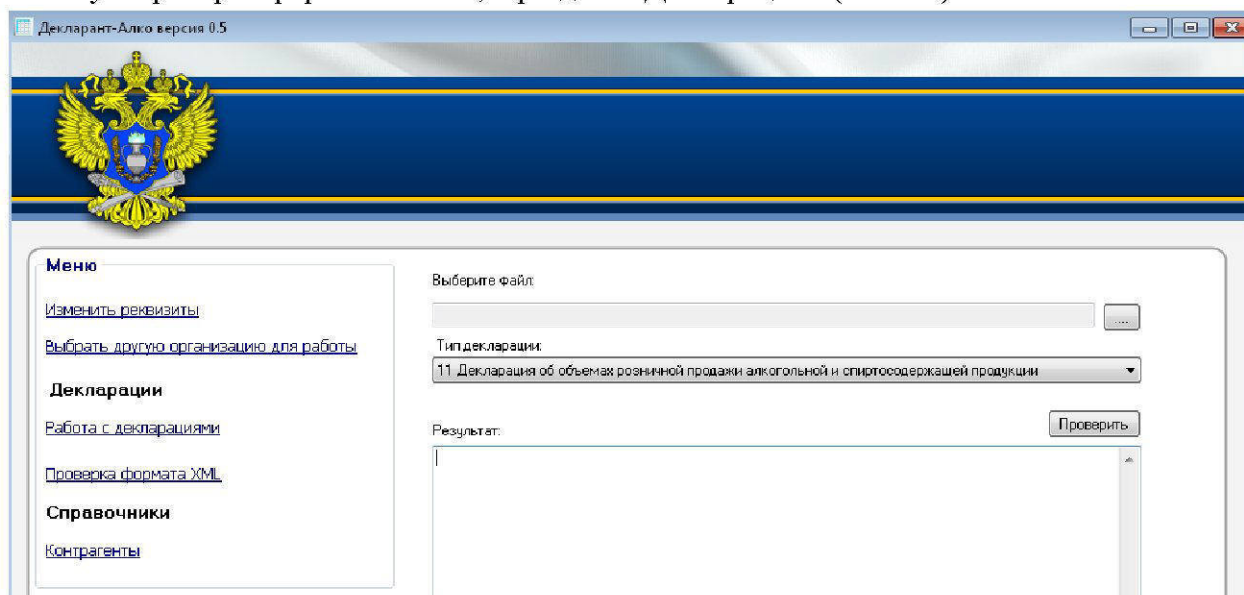 Декларант-Алко версия 0.5
Меню
Изменить реквизиты
Выбрать другую организацию для работы
Декларации
Работа с декларациями
Проверка формата XML
Справочники
Контрагенты
Выберите файл:
....
Тип декларации:
11 Декларация об объемах розничной продажи алкогольной и спиртосодержащей продукции
Проверить
Результат: